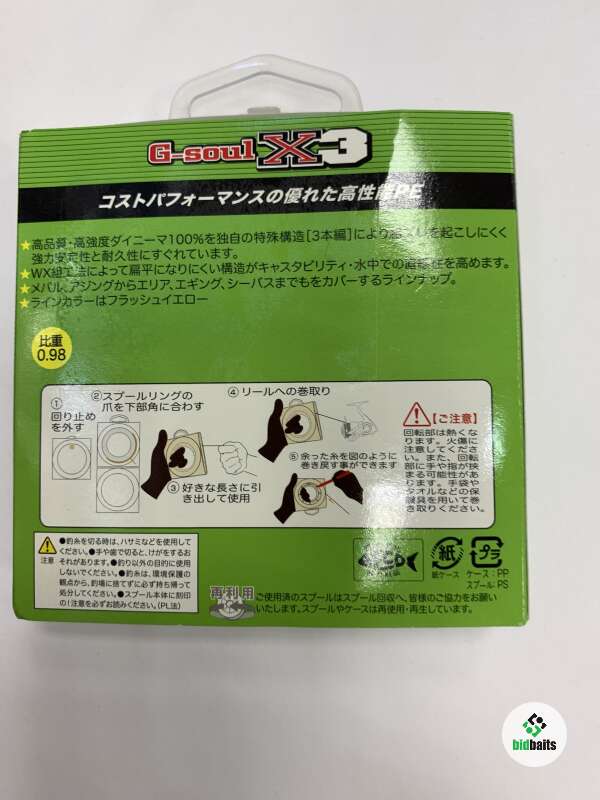 G-soul X3
コストパフォーマンスの優れた高性能PE
★高品質・高強度ダイニーマ100%を独自の特殊構造[3本編]により糸ヨレを起こしにくく
強力安定性と耐久性にすぐれています。
★WX組工法によって扁平になりにくい構造がキャスタビリティ・水中での直線性を高めます。
★メバル、アジングからエリア、エギング、シーバスまでもをカバーするラインナップ。
★ラインカラーはフラッシュイエロー
比重
0.98
①
回り止め
を外す
②スプールリングの
爪を下部角に合わす
③ 好きな長さに引
き出して使用
④ リールへの巻取り
⑤ 余った糸を図のように
巻き戻す事ができます
【ご注意】
回転部は熱くな
ります。火傷に
注意してくださ
い。また、回転
部に手や指が挟
まる可能性があ
ります。手袋や
タオルなどの保
護具を用いて巻
き取りください。
注意
●釣糸を切る時は、ハサミなどを使用して
ください。●手や歯で切ると、けがをするお
それがあります。●釣り以外の目的に使用
しないでください。●釣糸は、環境保護の
観点から、釣場に捨てずに必ず持ち帰って
処分してください。●スプール本体に刻印
の!注意を必ずお読みください。(PL法)
再利用
ご使用済のスプールはスプール回収へ、皆様のご協力をお願い
いたします。スプールやケースは再使用・再生しています。
紙
紙ケース
プラ
ケース：PP
スプール：PS
bidbaits